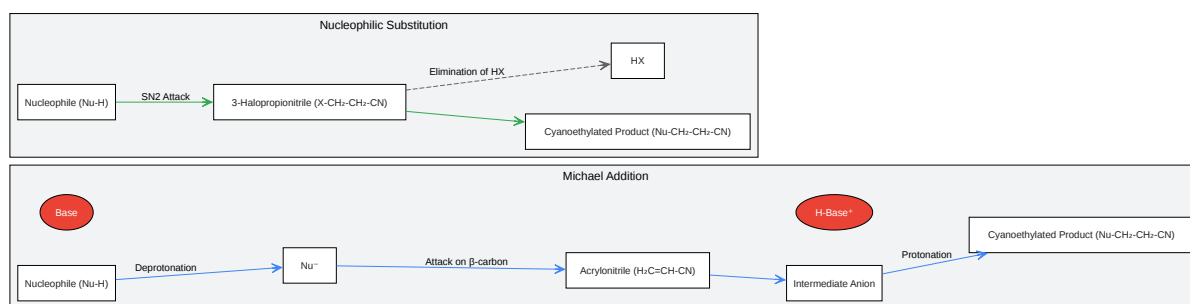 Nucleophilic Substitution
HX
Elimination of HX
SN2 Attack
Nucleophile (Nu-H)
3-Halopropionitrile (X-CH₂-CH₂-CN)
Cyanoethylated Product (Nu-CH₂-CH₂-CN)
Michael Addition
Base
H-Base⁺
Cyanoethylated Product (Nu-CH₂-CH₂-CN)
Protonation
Deprotonation
Nu⁻
Attack on β-carbon
Acrylonitrile (H₂C=CH-CN)
Nucleophile (Nu-H)
Intermediate Anion